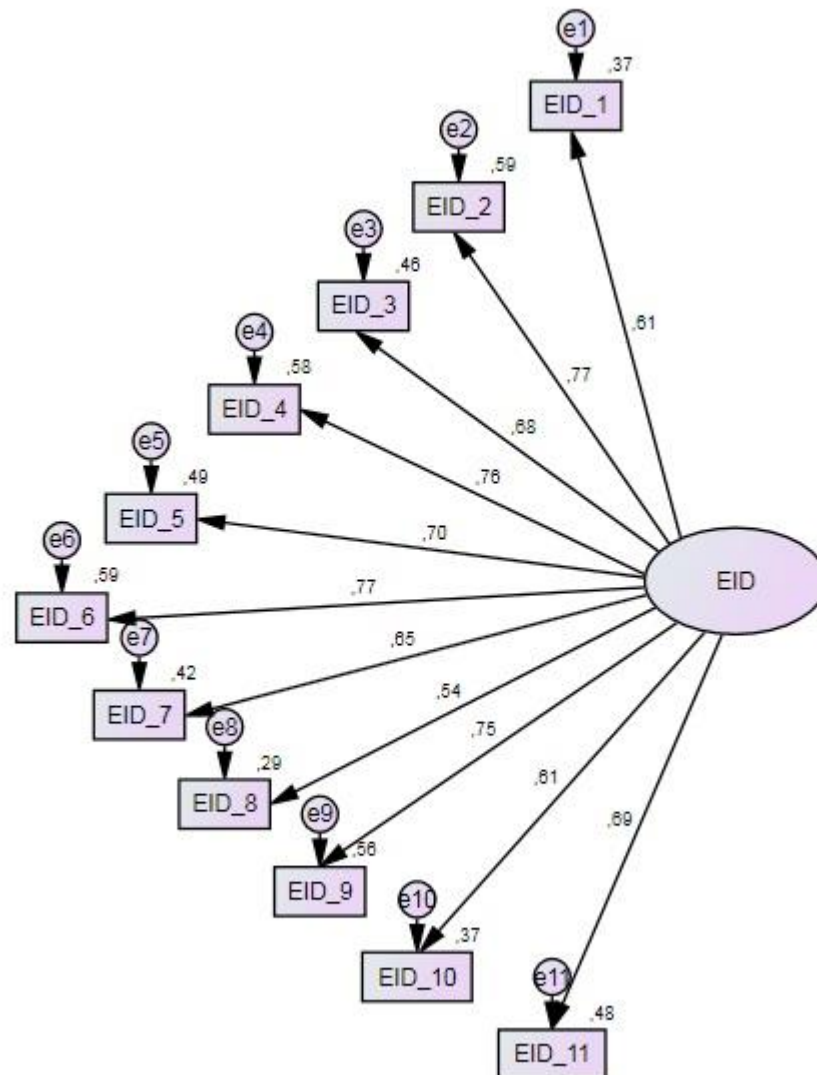 e1
,37
EID_1
e2
,59
EID_2
e3
,46
EID_3
,61
e4
,58
EID_4
,77
,68
e5
,49
EID_5
,76
e6
,59
EID_6
,70
,77
EID
e7
,42
EID_7
,65
e8
,29
EID_8
,54
,75
e9
,56
EID_9
,61
,69
e10
,37
EID_10
e11
,48
EID_11